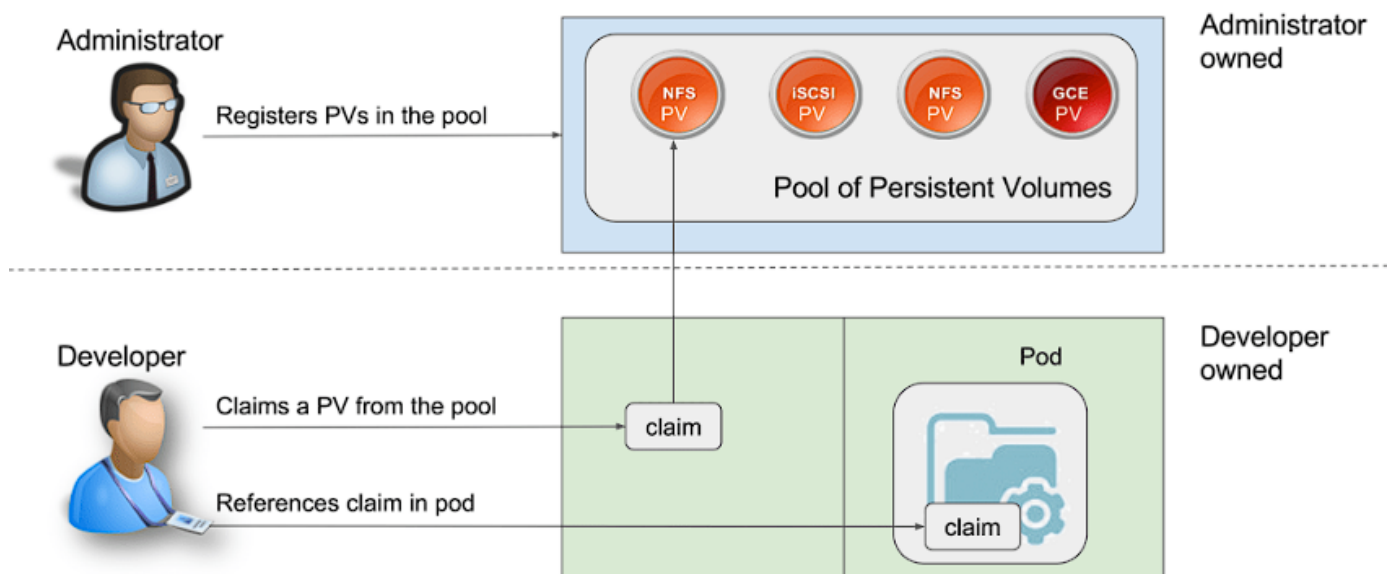 Administrator
Registers PVs in the pool
NFS
PV
iSCSI
PV
NFS
PV
GCE
PV
Pool of Persistent Volumes
Administrator
owned
Developer
Claims a PV from the pool
claim
References claim in pod
Pod
claim
Developer
owned